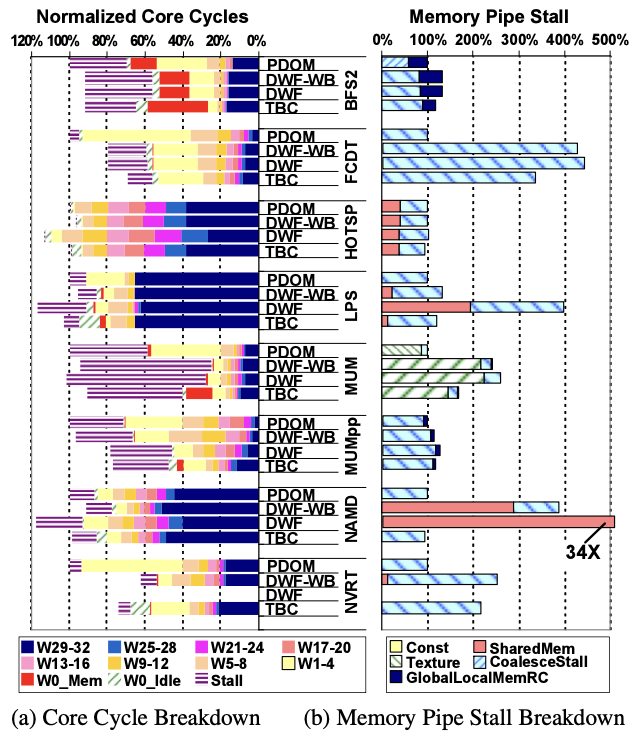 Normalized Core Cycles
120% 100% 80% 60% 40% 20% 0%
Memory Pipe Stall
0% 100% 200% 300% 400% 500%
PDOM
DWF-WB
DWF
TBC
BFS2
PDOM
DWF-WB
DWF
TBC
FCDT
PDOM
DWF-WB
DWF
TBC
HOTSP
PDOM
DWF-WB
DWF
TBC
LPS
PDOM
DWF-WB
DWF
TBC
MUM
PDOM
DWF-WB
DWF
TBC
MUMpp
PDOM
DWF-WB
DWF
TBC
NAMD
34X
PDOM
DWF-WB
DWF
TBC
NVRT
W29-32 W25-28 W21-24 W17-20
W13-16 W9-12 W5-8 W1-4
W0_Mem W0_Idle Stall
Const SharedMem
Texture CoalesceStall
GlobalLocalMemRC
(a) Core Cycle Breakdown
(b) Memory Pipe Stall Breakdown